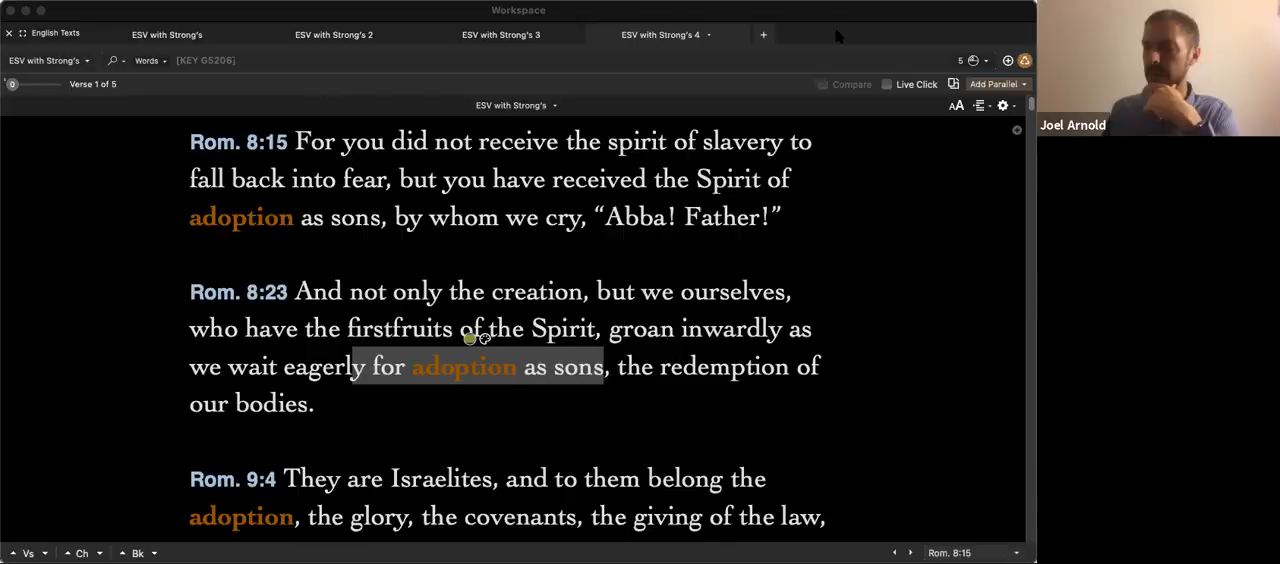 Workspace
English Texts
ESV with Strong's
ESV with Strong's 2
ESV with Strong's 3
ESV with Strong's 4
+
ESV with Strong's
Words
[KEY G5206]
5
0
Verse 1 of 5
Compare
Live Click
Add Parallel
ESV with Strong's
AA
Rom. 8:15 For you did not receive the spirit of slavery to
fall back into fear, but you have received the Spirit of
adoption as sons, by whom we cry, “Abba! Father!”
Rom. 8:23 And not only the creation, but we ourselves,
who have the firstfruits of the Spirit, groan inwardly as
we wait eagerly for adoption as sons, the redemption of
our bodies.
Rom. 9:4 They are Israelites, and to them belong the
adoption, the glory, the covenants, the giving of the law,
Vs
Ch
Bk
Rom. 8:15
Joel Arnold